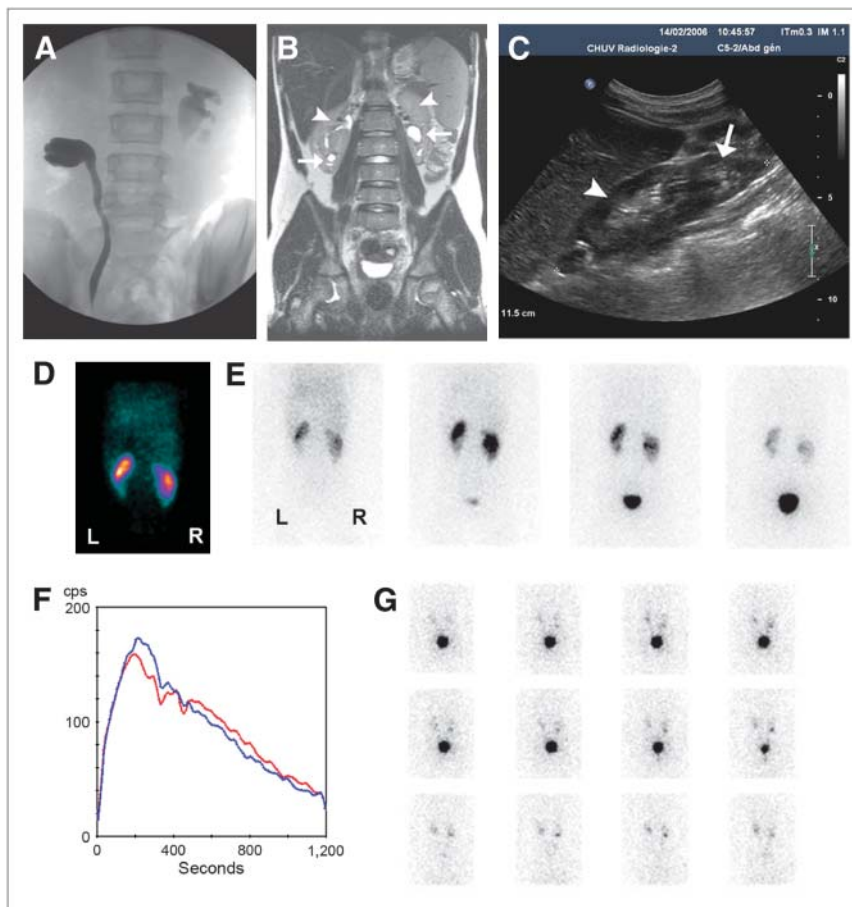 A
B
C
14/02/2006 10:45:57 ITm0.3 IM 1.1
CHUV Radiologie-2 C5-2/Abd gén
C2
0
5
10
11.5 cm
D
L R
E
L R
F
cps
200
100
0
0 400 800 1,200
Seconds
G